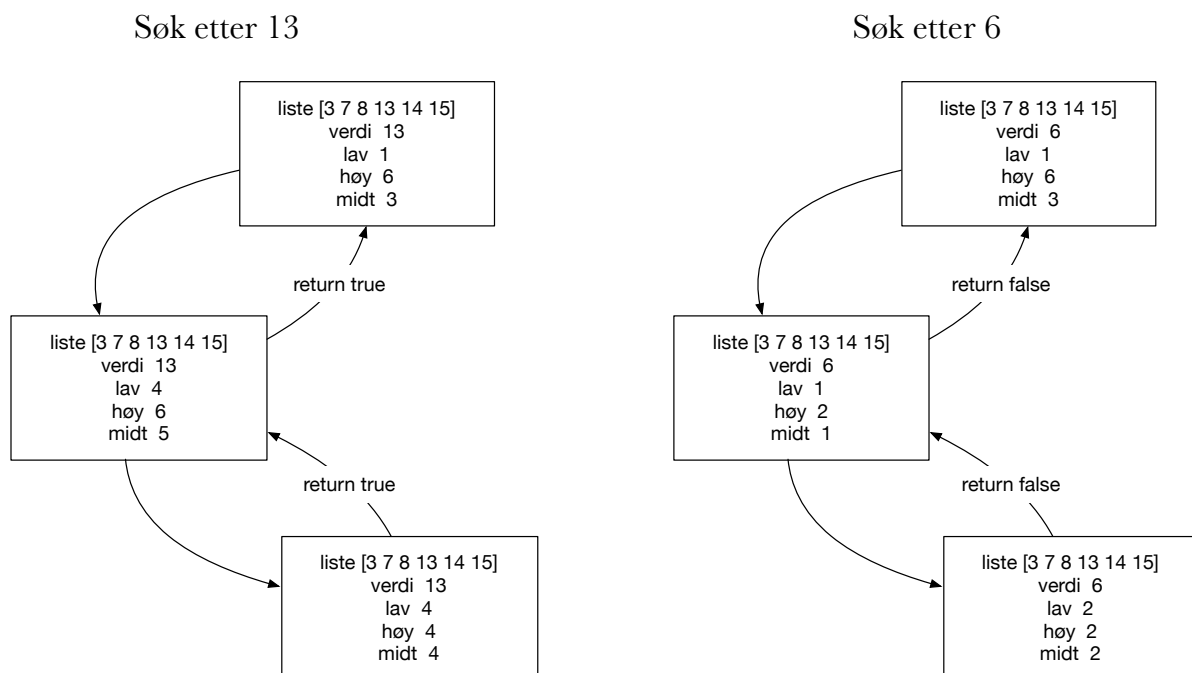 Søk etter 13
liste [3 7 8 13 14 15]
verdi 13
lav 1
høy 6
midt 3
return true
liste [3 7 8 13 14 15]
verdi 13
lav 4
høy 6
midt 5
return true
liste [3 7 8 13 14 15]
verdi 13
lav 4
høy 4
midt 4
Søk etter 6
liste [3 7 8 13 14 15]
verdi 6
lav 1
høy 6
midt 3
return false
liste [3 7 8 13 14 15]
verdi 6
lav 1
høy 2
midt 1
return false
liste [3 7 8 13 14 15]
verdi 6
lav 2
høy 2
midt 2